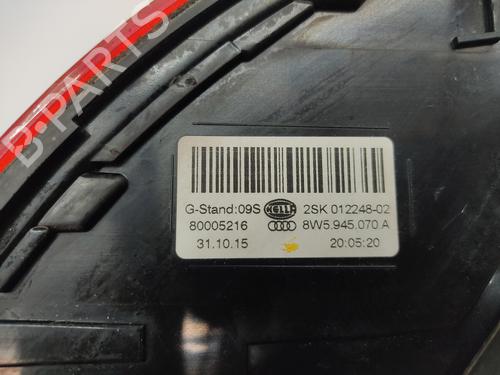 B-PARTS
G-Stand:09S HELLA 2SK 012248-02
80005216 8W5.945.070.A
31.10.15 20:05:20